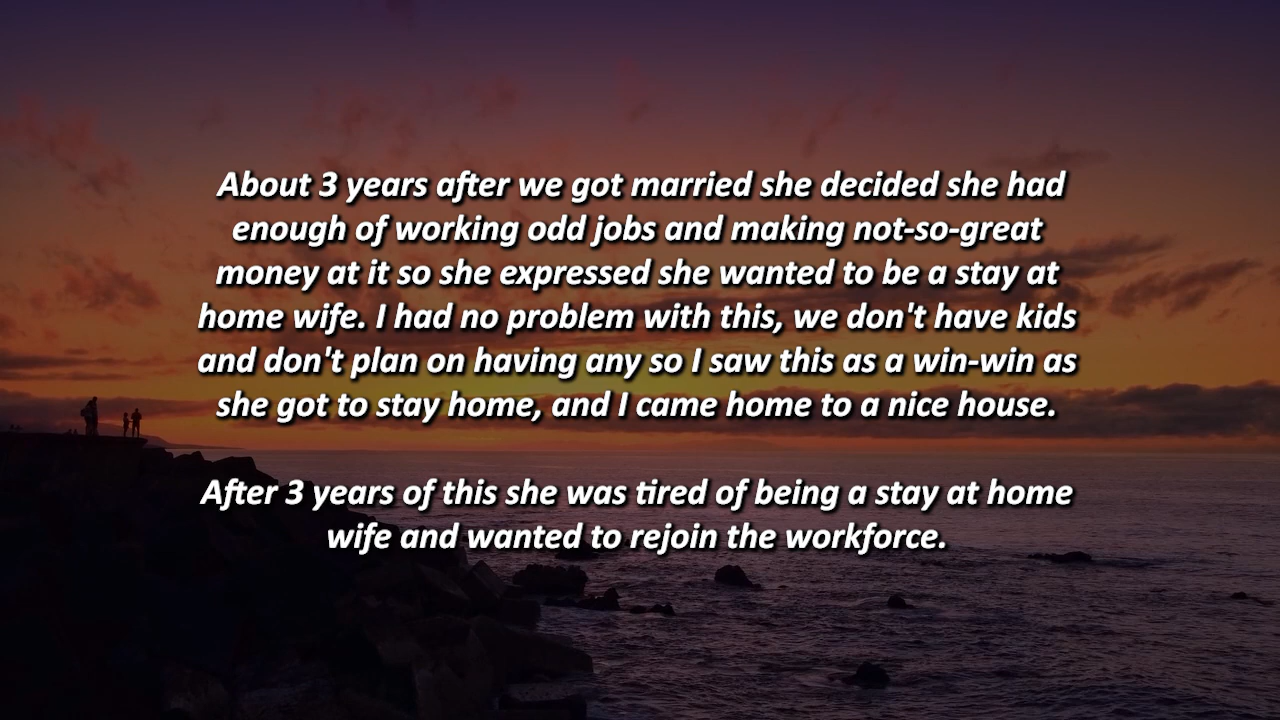 About 3 years after we got married she decided she had
enough of working odd jobs and making not-so-great
money at it so she expressed she wanted to be a stay at
home wife. I had no problem with this, we don't have kids
and don't plan on having any so I saw this as a win-win as
she got to stay home, and I came home to a nice house.
After 3 years of this she was tired of being a stay at home
wife and wanted to rejoin the workforce.